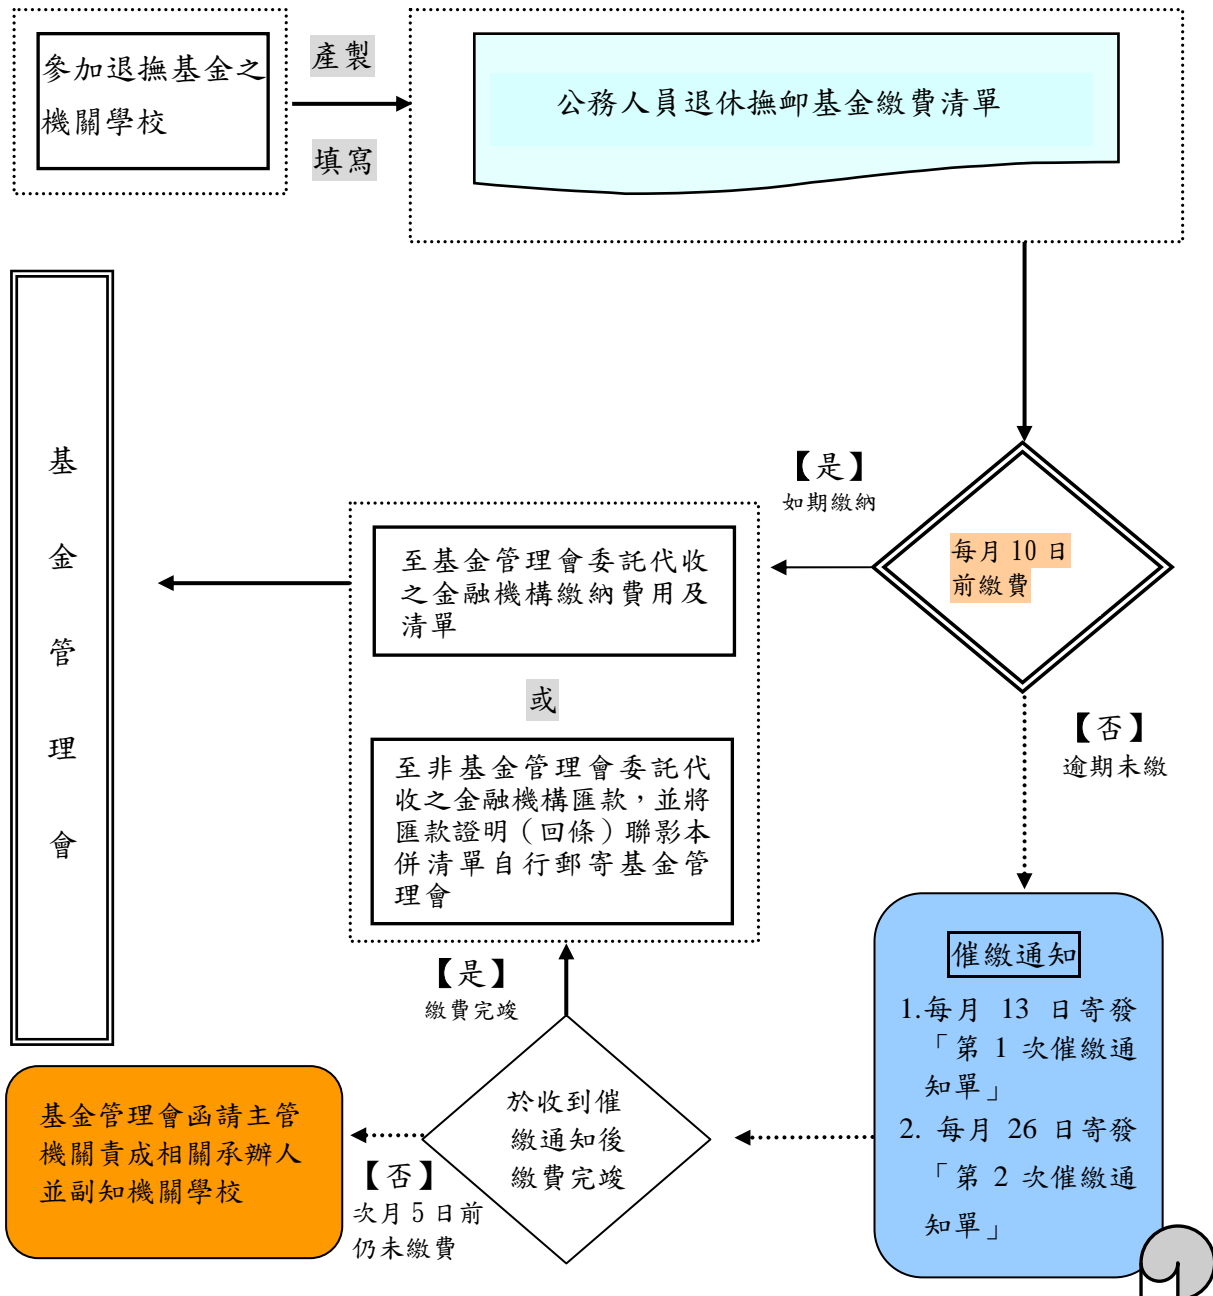 參加退撫基金之
機關學校
產製
填寫
公務人員退休撫卹基金繳費清單
【是】
如期繳納
每月 10 日
前繳費
【否】
逾期未繳
至基金管理會委託代收
之金融機構繳納費用及
清單
或
至非基金管理會委託代
收之金融機構匯款，並將
匯款證明（回條）聯影本
併清單自行郵寄基金管
理會
基
金
管
理
會
催繳通知
1.每月 13 日寄發
「第 1 次催繳通
知單」
2. 每月 26 日寄發
「第 2 次催繳通
知單」
【是】
繳費完竣
於收到催
繳通知後
繳費完竣
【否】
次月 5 日前
仍未繳費
基金管理會函請主管
機關責成相關承辦人
並副知機關學校